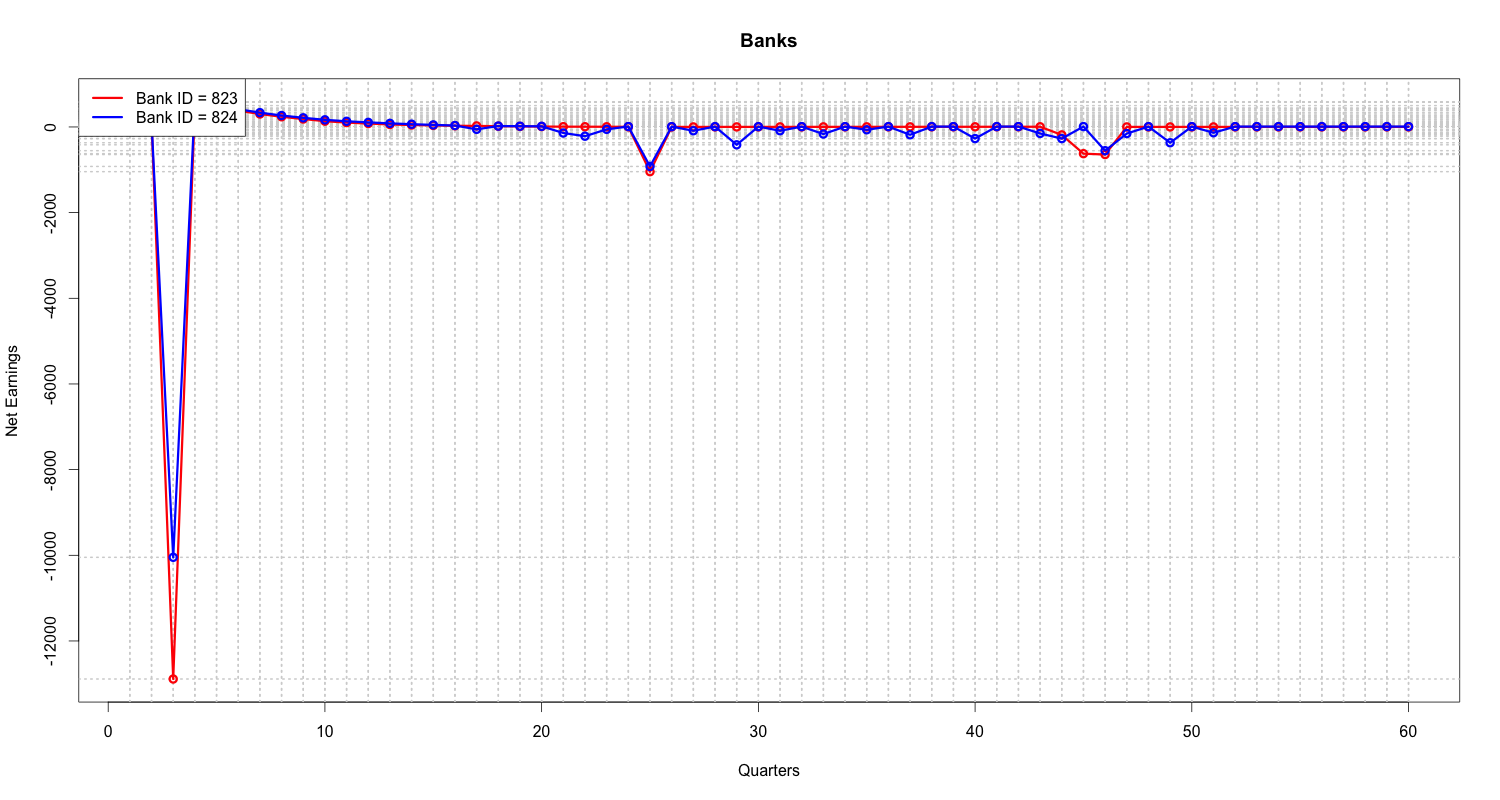 Banks
Bank ID = 823
Bank ID = 824
Net Earnings
0
-2000
-4000
-6000
-8000
-10000
-12000
0 10 20 30 40 50 60
Quarters